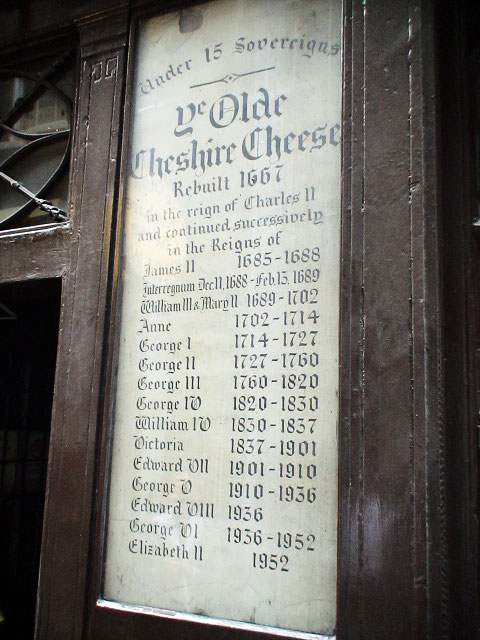 Under 15 Sovereigns
Ye Olde
Cheshire Cheese
Rebuilt 1667
in the reign of Charles II
and continued successively
in the Reigns of
James II 1685-1688
Interregnum Dec.11,1688-Feb.13,1689
William III & Mary II 1689-1702
Anne 1702-1714
George I 1714-1727
George II 1727-1760
George III 1760-1820
George IV 1820-1830
William IV 1830-1837
Victoria 1837-1901
Edward VII 1901-1910
George V 1910-1936
Edward VIII 1936
George VI 1936-1952
Elizabeth II 1952